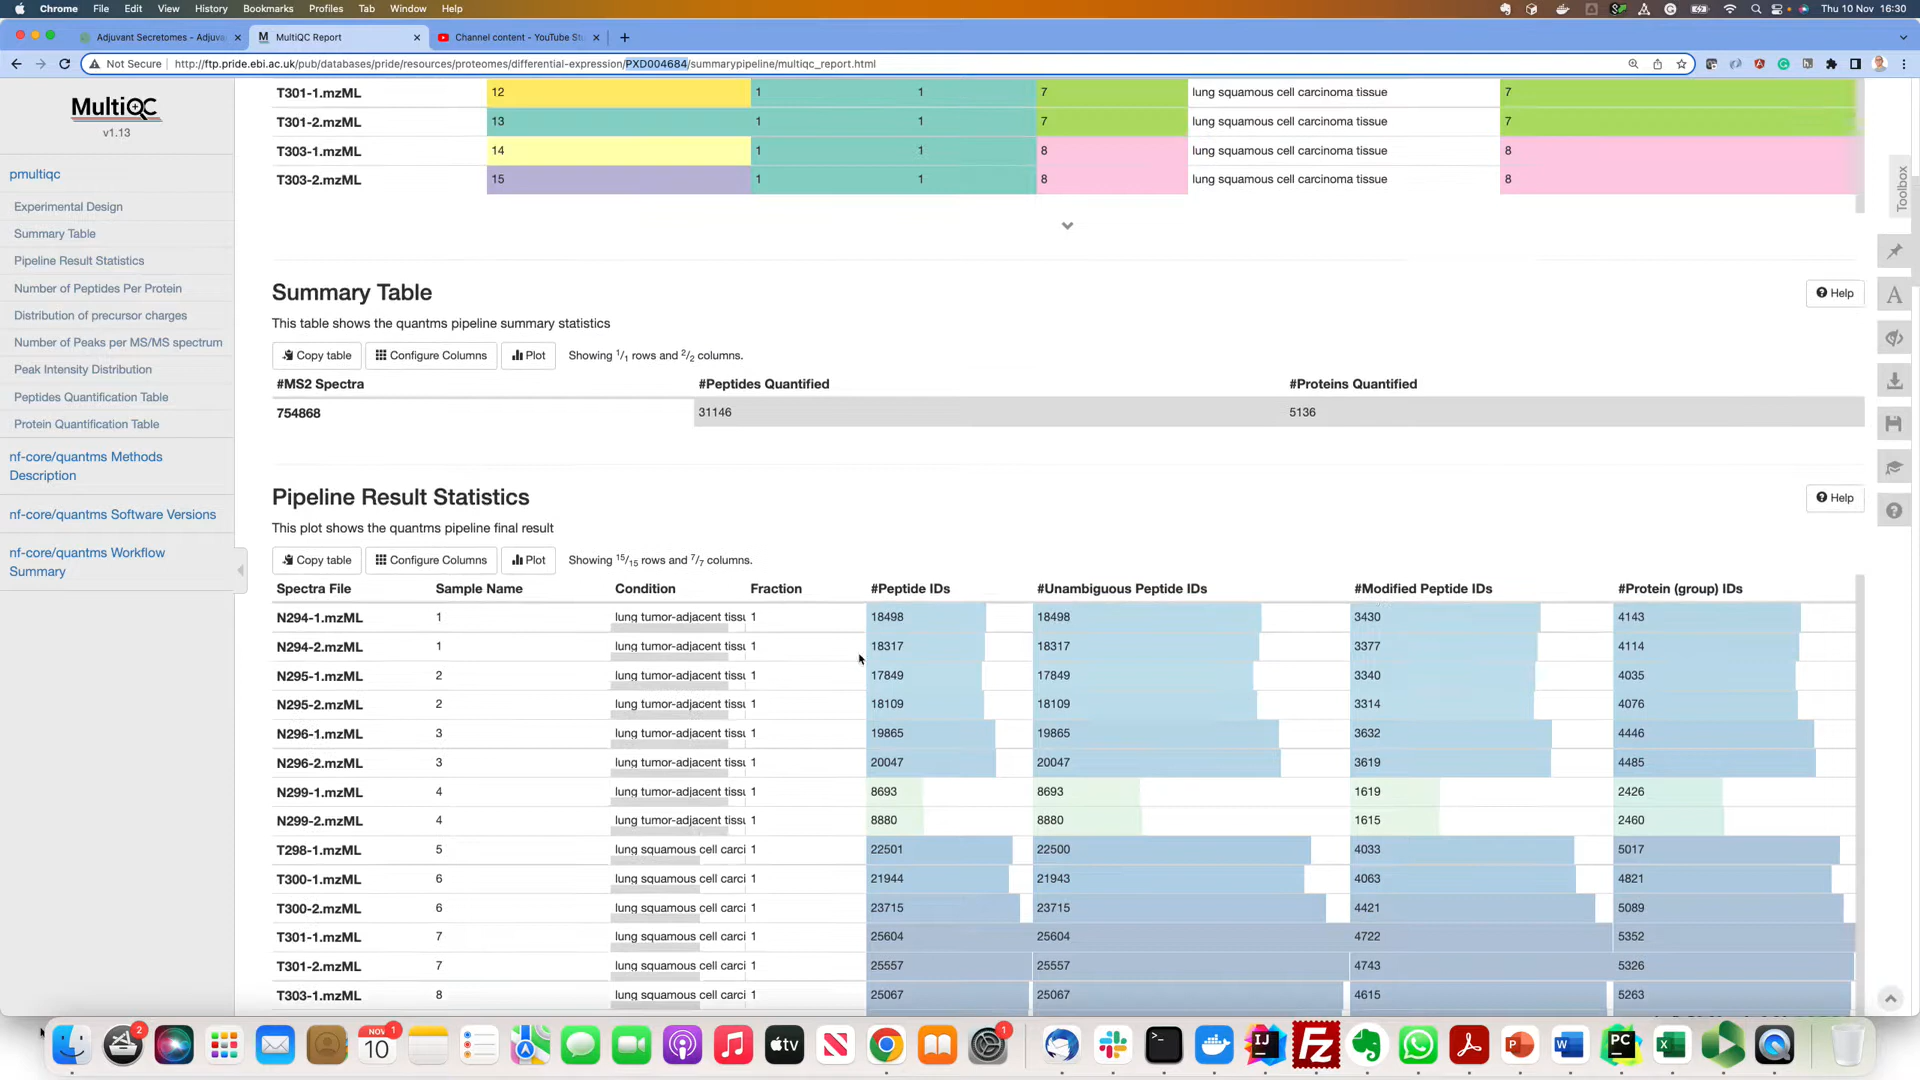 Chrome File Edit View History Bookmarks Profiles Tab Window Help Thu 10 Nov 16:30
Adjuvant Secretomes - Adjuva × MultiQC Report × Channel content - YouTube Stu × +
Not Secure | http://ftp.pride.ebi.ac.uk/pub/databases/pride/resources/proteomes/differential-expression/PXD004684/summarypipeline/multiqc_report.html
MultiQC
v1.13
pmultiqc
Experimental Design
Summary Table
Pipeline Result Statistics
Number of Peptides Per Protein
Distribution of precursor charges
Number of Peaks per MS/MS spectrum
Peak Intensity Distribution
Peptides Quantification Table
Protein Quantification Table
nf-core/quantms Methods
Description
nf-core/quantms Software Versions
nf-core/quantms Workflow
Summary
T301-1.mzML 12 1 1 7 lung squamous cell carcinoma tissue 7
T301-2.mzML 13 1 1 7 lung squamous cell carcinoma tissue 7
T303-1.mzML 14 1 1 8 lung squamous cell carcinoma tissue 8
T303-2.mzML 15 1 1 8 lung squamous cell carcinoma tissue 8
Toolbox
Summary Table
Help
This table shows the quantms pipeline summary statistics
Copy table Configure Columns Plot Showing 1/1 rows and 2/2 columns.
#MS2 Spectra #Peptides Quantified #Proteins Quantified
754868 31146 5136
Pipeline Result Statistics
Help
This plot shows the quantms pipeline final result
Copy table Configure Columns Plot Showing 15/15 rows and 7/7 columns.
Spectra File Sample Name Condition Fraction #Peptide IDs #Unambiguous Peptide IDs #Modified Peptide IDs #Protein (group) IDs
N294-1.mzML 1 lung tumor-adjacent tissu 1 18498 18498 3430 4143
N294-2.mzML 1 lung tumor-adjacent tissu 1 18317 18317 3377 4114
N295-1.mzML 2 lung tumor-adjacent tissu 1 17849 17849 3340 4035
N295-2.mzML 2 lung tumor-adjacent tissu 1 18109 18109 3314 4076
N296-1.mzML 3 lung tumor-adjacent tissu 1 19865 19865 3632 4446
N296-2.mzML 3 lung tumor-adjacent tissu 1 20047 20047 3619 4485
N299-1.mzML 4 lung tumor-adjacent tissu 1 8693 8693 1619 2426
N299-2.mzML 4 lung tumor-adjacent tissu 1 8880 8880 1615 2460
T298-1.mzML 5 lung squamous cell carci 1 22501 22500 4033 5017
T300-1.mzML 6 lung squamous cell carci 1 21944 21943 4063 4821
T300-2.mzML 6 lung squamous cell carci 1 23715 23715 4421 5089
T301-1.mzML 7 lung squamous cell carci 1 25604 25604 4722 5352
T301-2.mzML 7 lung squamous cell carci 1 25557 25557 4743 5326
T303-1.mzML 8 lung squamous cell carci 1 25067 25067 4615 5263
2 NOV 1 10 tv 1 IJ Fz P W PC X